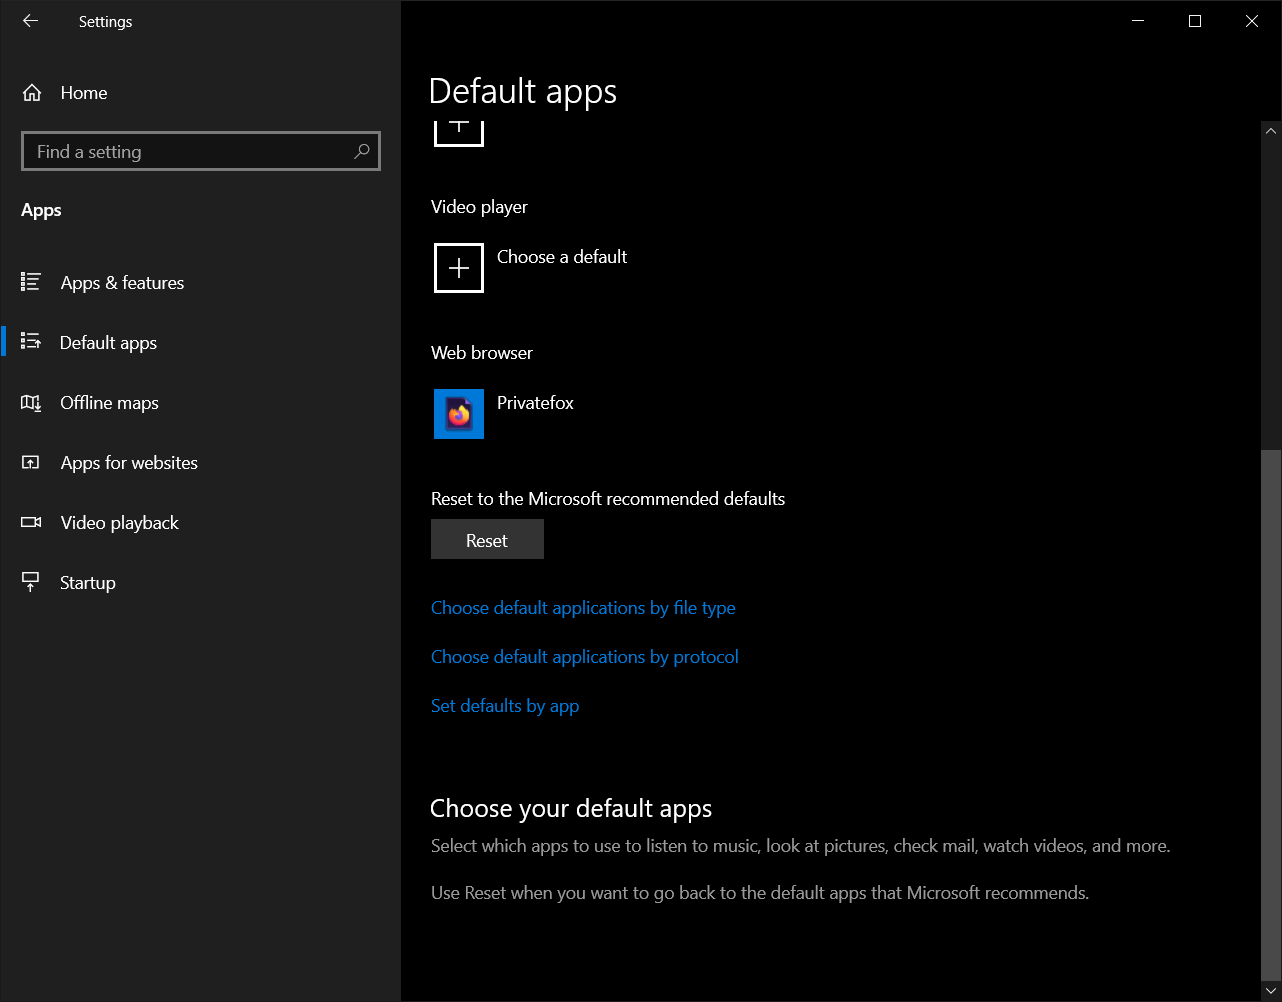 Settings
Home
Find a setting
Apps
Apps & features
Default apps
Offline maps
Apps for websites
Video playback
Startup
Default apps
Video player
Choose a default
Web browser
Privatefox
Reset to the Microsoft recommended defaults
Reset
Choose default applications by file type
Choose default applications by protocol
Set defaults by app
Choose your default apps
Select which apps to use to listen to music, look at pictures, check mail, watch videos, and more.
Use Reset when you want to go back to the default apps that Microsoft recommends.